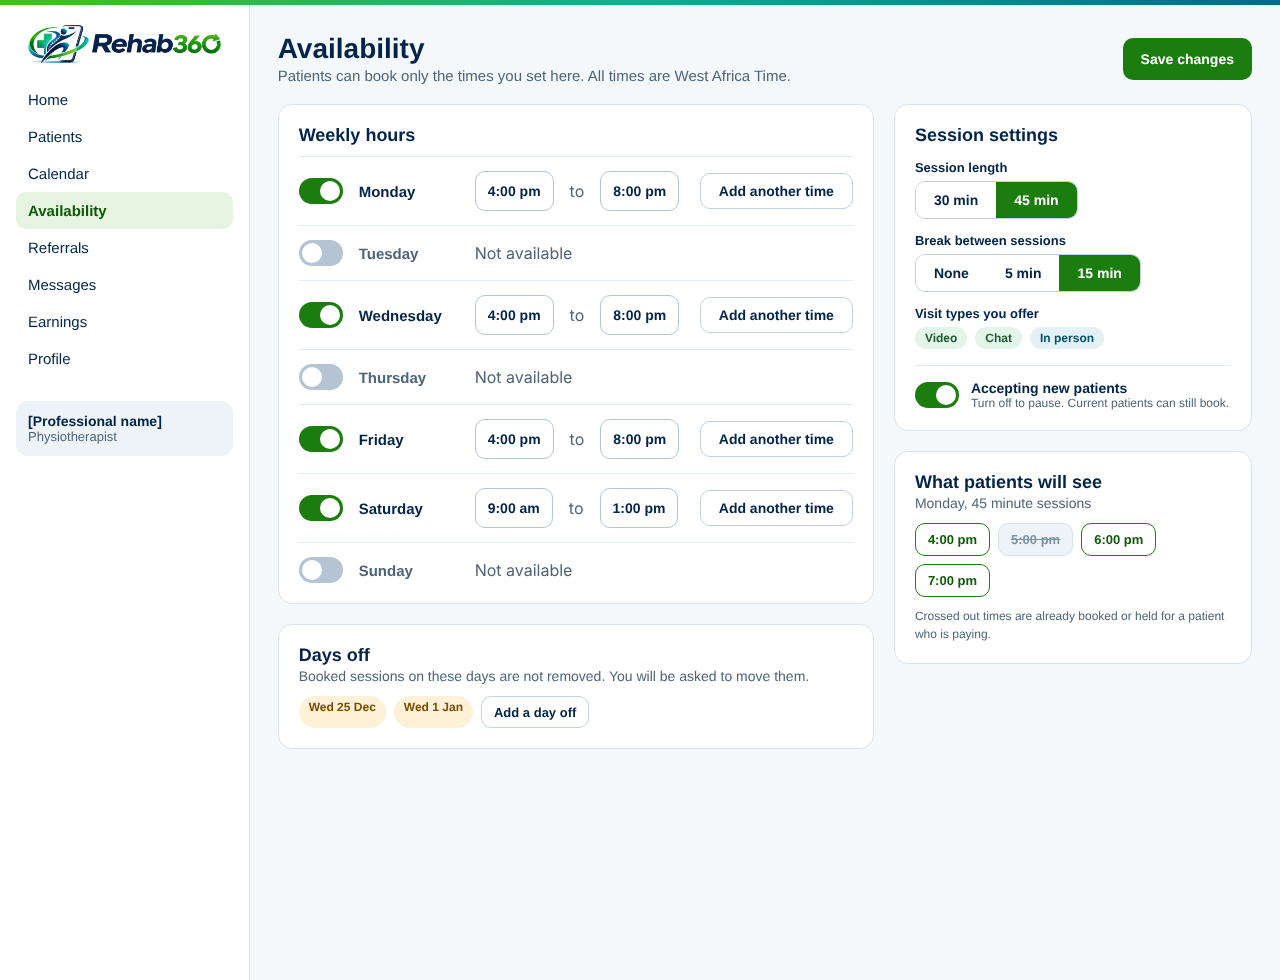 Rehab360
Home
Patients
Calendar
Availability
Referrals
Messages
Earnings
Profile
[Professional name]
Physiotherapist
Availability
Patients can book only the times you set here. All times are West Africa Time.
Save changes
Weekly hours
Monday 4:00 pm to 8:00 pm Add another time
Tuesday Not available
Wednesday 4:00 pm to 8:00 pm Add another time
Thursday Not available
Friday 4:00 pm to 8:00 pm Add another time
Saturday 9:00 am to 1:00 pm Add another time
Sunday Not available
Days off
Booked sessions on these days are not removed. You will be asked to move them.
Wed 25 Dec Wed 1 Jan Add a day off
Session settings
Session length
30 min 45 min
Break between sessions
None 5 min 15 min
Visit types you offer
Video Chat In person
Accepting new patients
Turn off to pause. Current patients can still book.
What patients will see
Monday, 45 minute sessions
4:00 pm 5:00 pm 6:00 pm
7:00 pm
Crossed out times are already booked or held for a patient
who is paying.